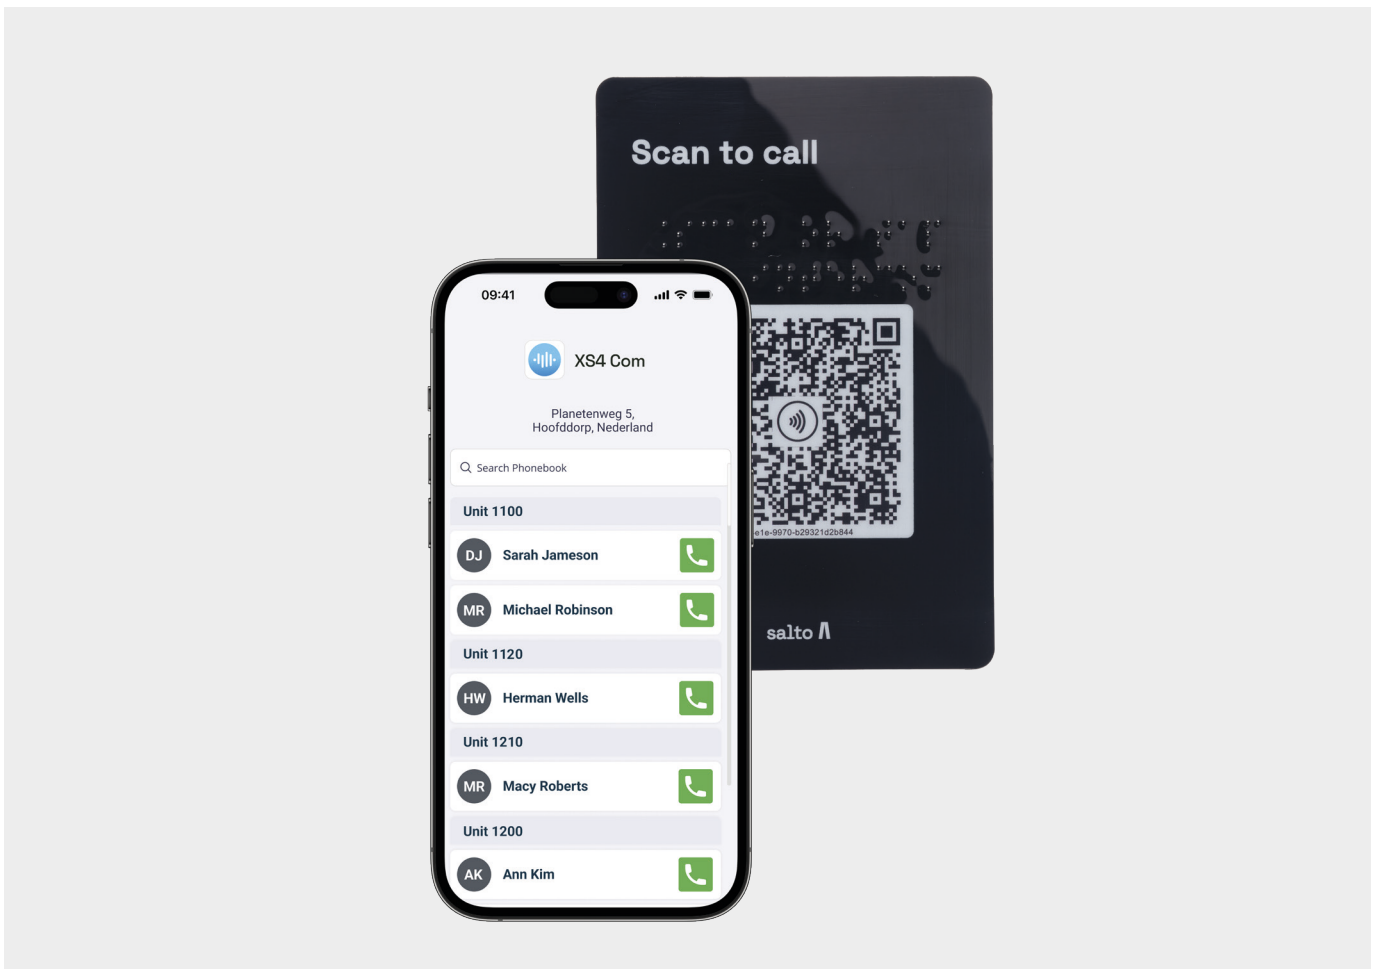 Scan to call
e1e-9970-b29321d2b844
salto
09:41
XS4 Com
Planetenweg 5,
Hoofddorp, Nederland
Search Phonebook
Unit 1100
DJ Sarah Jameson
MR Michael Robinson
Unit 1120
HW Herman Wells
Unit 1210
MR Macy Roberts
Unit 1200
AK Ann Kim